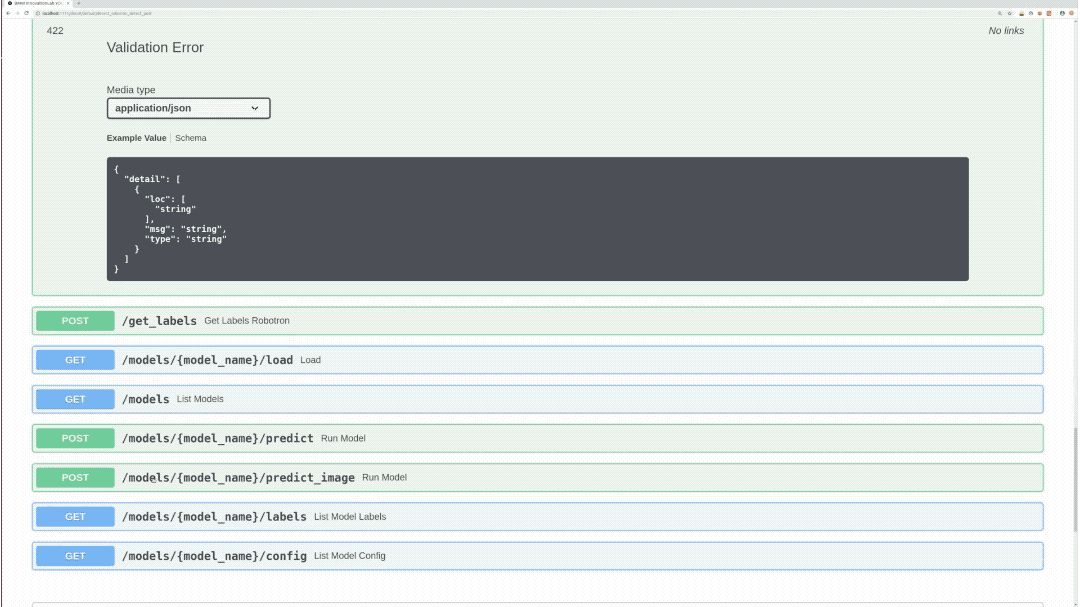 422
No links
Validation Error
Media type
application/json
Example Value
Schema
{
"detail": [
{
"loc": [
"string"
],
"msg": "string",
"type": "string"
}
]
}
POST /get_labels Get Labels Robotron
GET /models/{model_name}/load Load
GET /models List Models
POST /models/{model_name}/predict Run Model
POST /models/{model_name}/predict_image Run Model
GET /models/{model_name}/labels List Model Labels
GET /models/{model_name}/config List Model Config